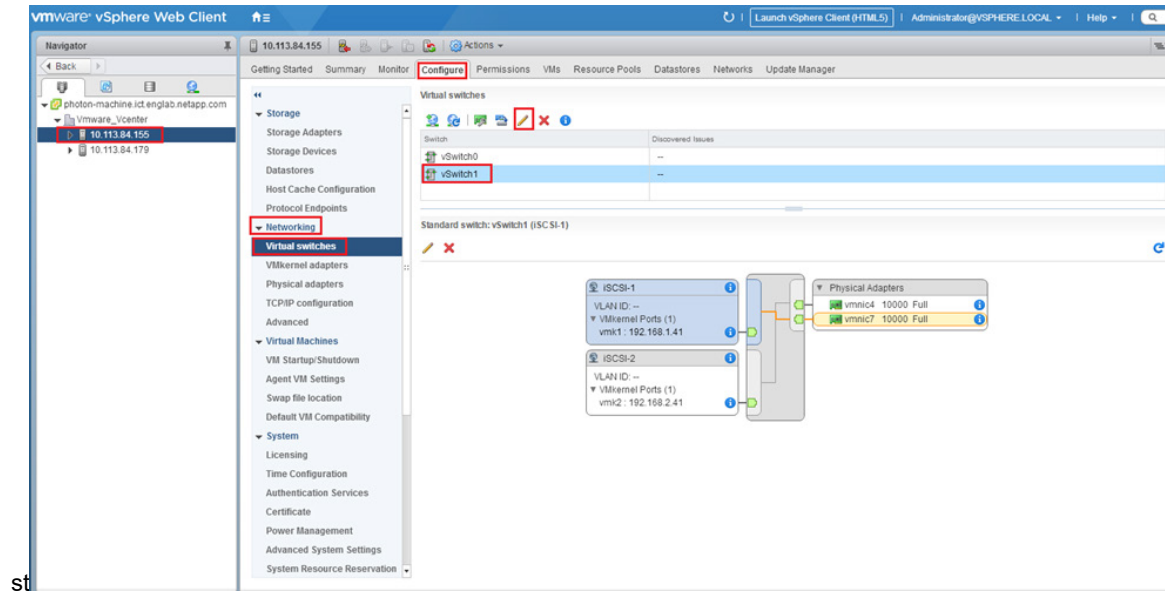 vmware® vSphere Web Client
Launch vSphere Client (HTML5)
Administrator@VSPHERE.LOCAL
Help
Navigator
Back
photon-machine.ict.englab.netapp.com
Vmware_Vcenter
10.113.84.155
10.113.84.179
10.113.84.155
Actions
Getting Started Summary Monitor Configure Permissions VMs Resource Pools Datastores Networks Update Manager
Storage
Storage Adapters
Storage Devices
Datastores
Host Cache Configuration
Protocol Endpoints
Networking
Virtual switches
VMkernel adapters
Physical adapters
TCP/IP configuration
Advanced
Virtual Machines
VM Startup/Shutdown
Agent VM Settings
Swap file location
Default VM Compatibility
System
Licensing
Time Configuration
Authentication Services
Certificate
Power Management
Advanced System Settings
System Resource Reservation
Virtual switches
Switch Discovered Issues
vSwitch0 --
vSwitch1 --
Standard switch: vSwitch1 (iSCSI-1)
iSCSI-1
VLAN ID: --
VMkernel Ports (1)
vmk1 : 192.168.1.41
iSCSI-2
VLAN ID: --
VMkernel Ports (1)
vmk2 : 192.168.2.41
Physical Adapters
vmnic4 10000 Full
vmnic7 10000 Full
st